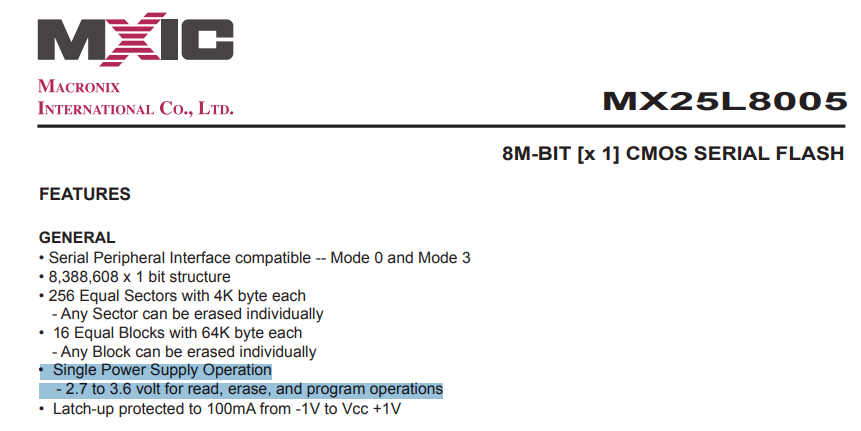 MXIC
MACRONIX
INTERNATIONAL CO., LTD.
MX25L8005
8M-BIT [x 1] CMOS SERIAL FLASH
FEATURES
GENERAL
• Serial Peripheral Interface compatible -- Mode 0 and Mode 3
• 8,388,608 x 1 bit structure
• 256 Equal Sectors with 4K byte each
- Any Sector can be erased individually
• 16 Equal Blocks with 64K byte each
- Any Block can be erased individually
• Single Power Supply Operation
- 2.7 to 3.6 volt for read, erase, and program operations
• Latch-up protected to 100mA from -1V to Vcc +1V